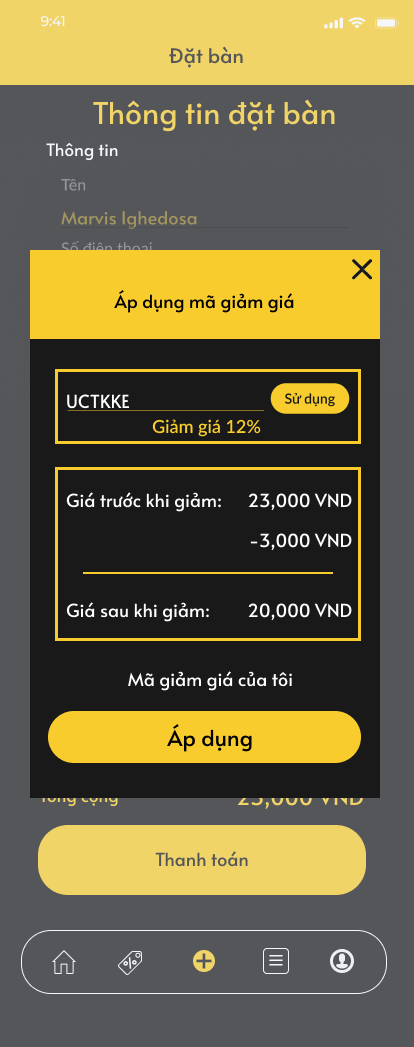 9:41
Đặt bàn
Thông tin đặt bàn
Thông tin
Tên
Marvis Ighedosa
Số điện thoại
Áp dụng mã giảm giá
UCTKKE
Sử dụng
Giảm giá 12%
Giá trước khi giảm: 23,000 VND
-3,000 VND
Giá sau khi giảm: 20,000 VND
Mã giảm giá của tôi
Áp dụng
Tổng cộng 23,000 VND
Thanh toán